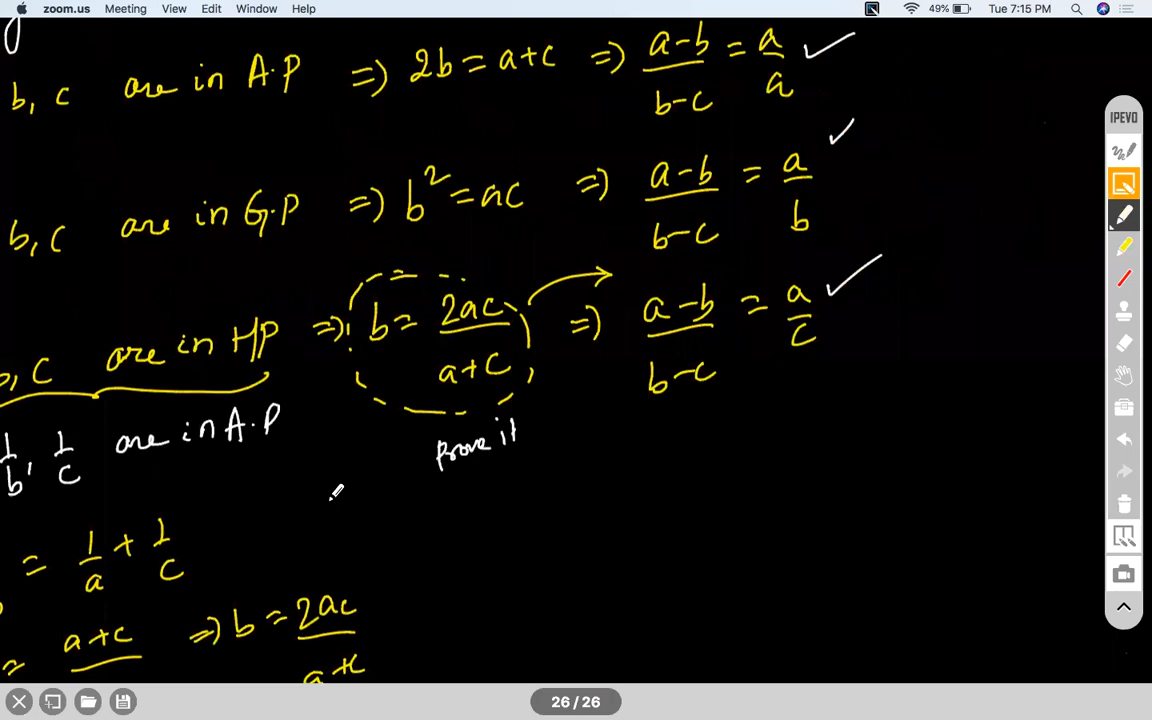 zoom.us Meeting View Edit Window Help 49% Tue 7:15 PM
b, c are in A.P => 2b = a+c => (a-b)/(b-c) = a/a ✓
b, c are in G.P => b² = ac => (a-b)/(b-c) = a/b ✓
b, c are in HP => b = 2ac/(a+c) => (a-b)/(b-c) = a/c ✓
1/b, 1/c are in A.P
prove it
= 1/a + 1/c
= a+c => b = 2ac/(a+c)
IPEVO
26 / 26